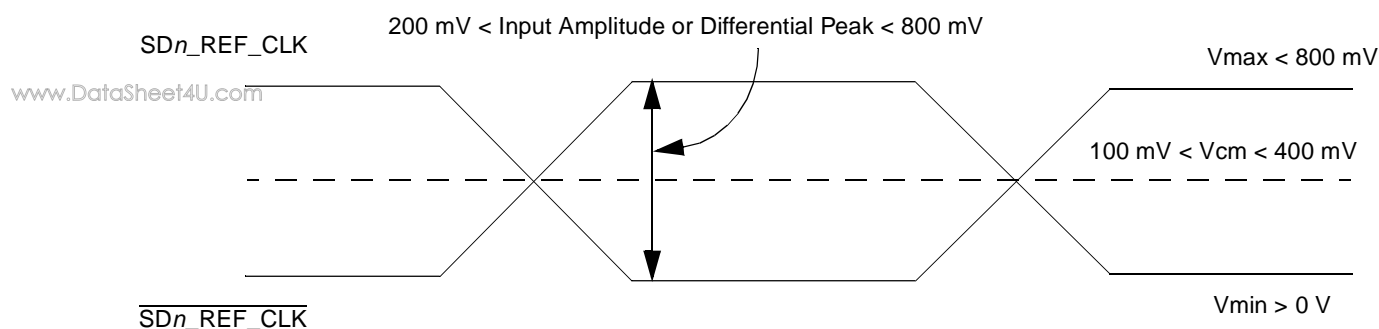 200 mV < Input Amplitude or Differential Peak < 800 mV
SDn_REF_CLK
Vmax < 800 mV
www.DataSheet4U.com
100 mV < Vcm < 400 mV
Vmin > 0 V
SDn_REF_CLK